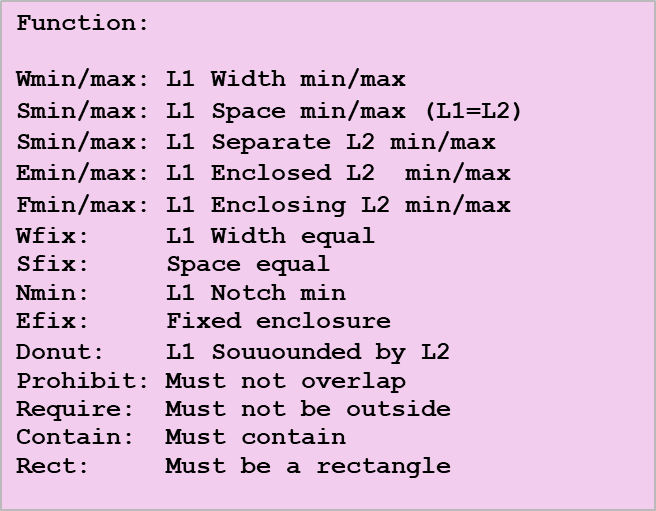 Function:
Wmin/max: L1 Width min/max
Smin/max: L1 Space min/max (L1=L2)
Smin/max: L1 Separate L2 min/max
Emin/max: L1 Enclosed L2  min/max
Fmin/max: L1 Enclosing L2 min/max
Wfix:     L1 Width equal
Sfix:     Space equal
Nmin:     L1 Notch min
Efix:     Fixed enclosure
Donut:    L1 Souuounded by L2
Prohibit: Must not overlap
Require:  Must not be outside
Contain:  Must contain
Rect:     Must be a rectangle